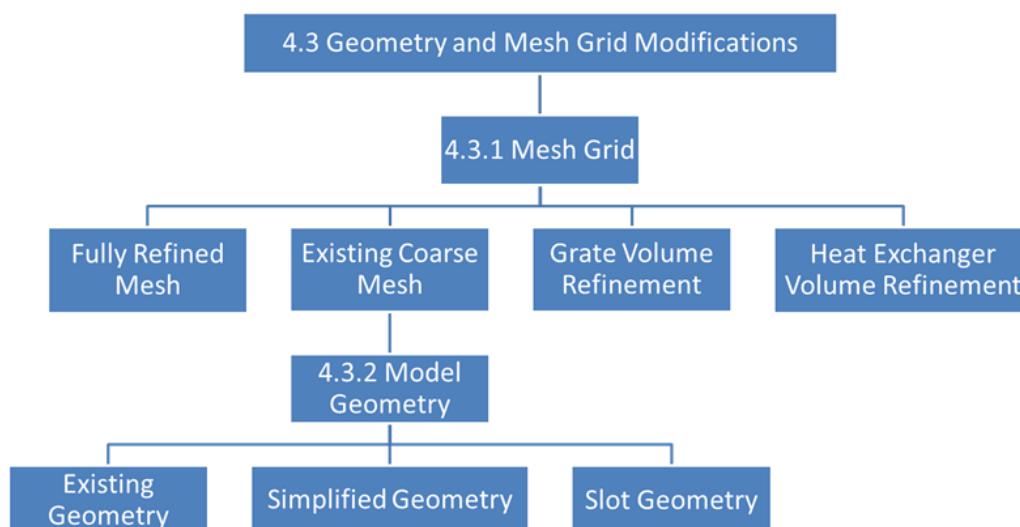 4.3 Geometry and Mesh Grid Modifications
4.3.1 Mesh Grid
Fully Refined
Mesh
Existing Coarse
Mesh
Grate Volume
Refinement
Heat Exchanger
Volume Refinement
4.3.2 Model
Geometry
Existing
Geometry
Simplified Geometry
Slot Geometry